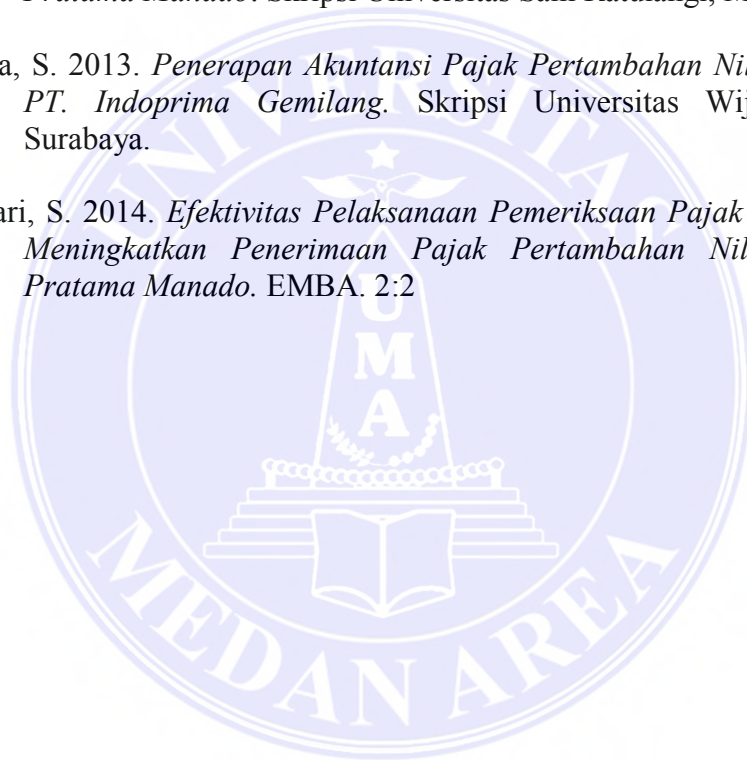 Pratama Manado. Skripsi Universitas Sam Ratulangi, M
a, S. 2013. Penerapan Akuntansi Pajak Pertambahan Nil
PT. Indoprima Gemilang. Skripsi Universitas Wij
Surabaya.
ari, S. 2014. Efektivitas Pelaksanaan Pemeriksaan Pajak
Meningkatkan Penerimaan Pajak Pertambahan Nil
Pratama Manado. EMBA. 2:2
UNIVERSITAS
UMA
MEDAN AREA